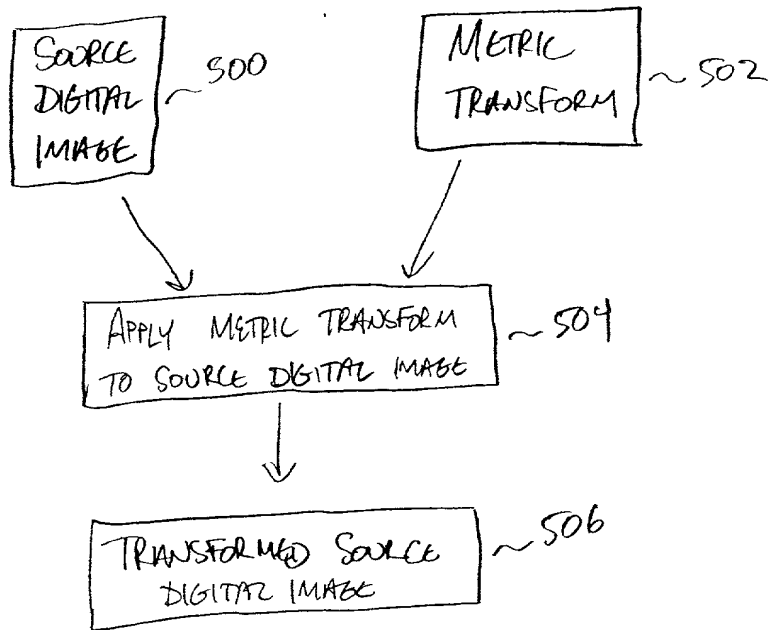 SOURCE
DIGITAL
IMAGE
~ 500
METRIC
TRANSFORM
~ 502
APPLY METRIC TRANSFORM
TO SOURCE DIGITAL IMAGE
~ 504
TRANSFORMED SOURCE
DIGITAL IMAGE
~ 506